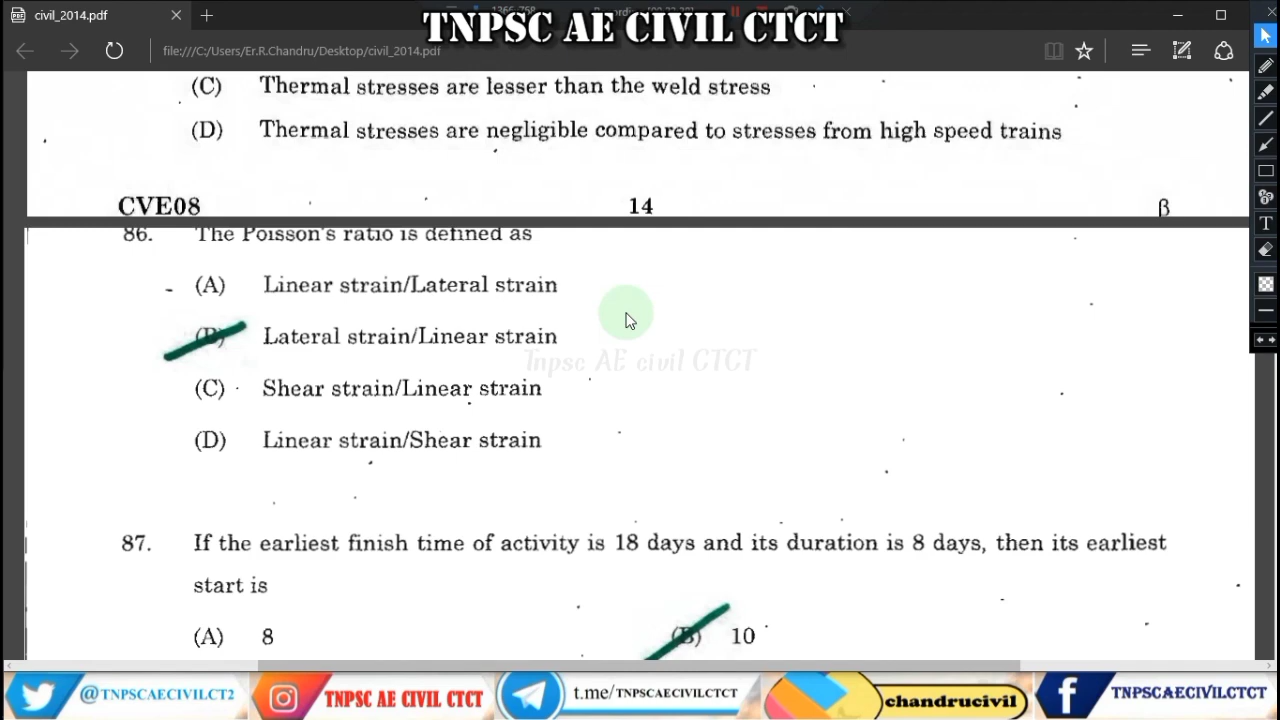 civil_2014.pdf
TNPSC AE CIVIL CTCT
file:///C:/Users/Er.R.Chandru/Desktop/civil_2014.pdf
(C) Thermal stresses are lesser than the weld stress
(D) Thermal stresses are negligible compared to stresses from high speed trains
CVE08 14 β
86. The Poisson's ratio is defined as
(A) Linear strain/Lateral strain
(B) Lateral strain/Linear strain
Tnpsc AE civil CTCT
(C) Shear strain/Linear strain
(D) Linear strain/Shear strain
87. If the earliest finish time of activity is 18 days and its duration is 8 days, then its earliest
start is
(A) 8 (B) 10
@TNPSCAECIVILCT2 TNPSC AE CIVIL CTCT t.me/TNPSCAECIVILCTCT chandrucivil TNPSCAECIVILCTCT